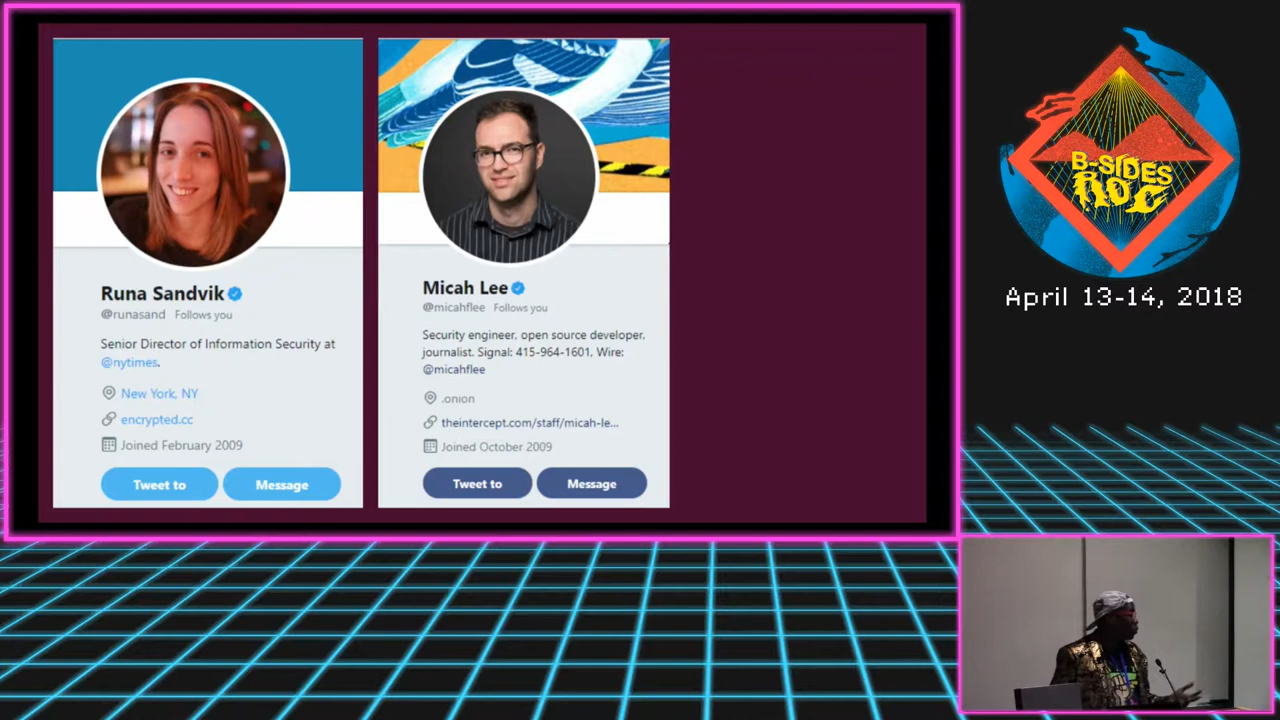 Runa Sandvik
@runasand Follows you
Senior Director of Information Security at
@nytimes.
New York, NY
encrypted.cc
Joined February 2009
Tweet to Message
Micah Lee
@micahflee Follows you
Security engineer, open source developer,
journalist. Signal: 415-964-1601, Wire:
@micahflee
.onion
theintercept.com/staff/micah-le...
Joined October 2009
Tweet to Message
B-SIDES
ROC
April 13-14, 2018